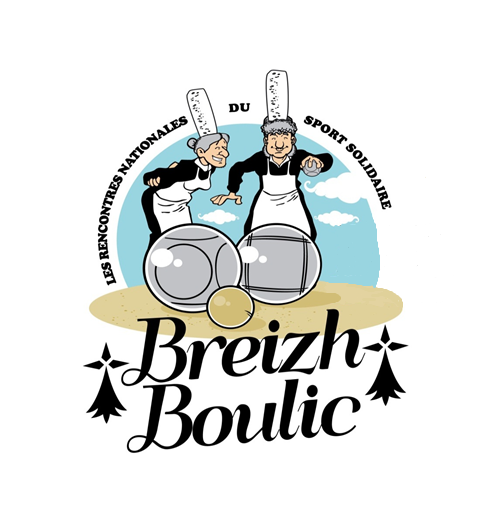 LES RENCONTRES NATIONALES DU SPORT SOLIDAIRE
Breizh
Boulic